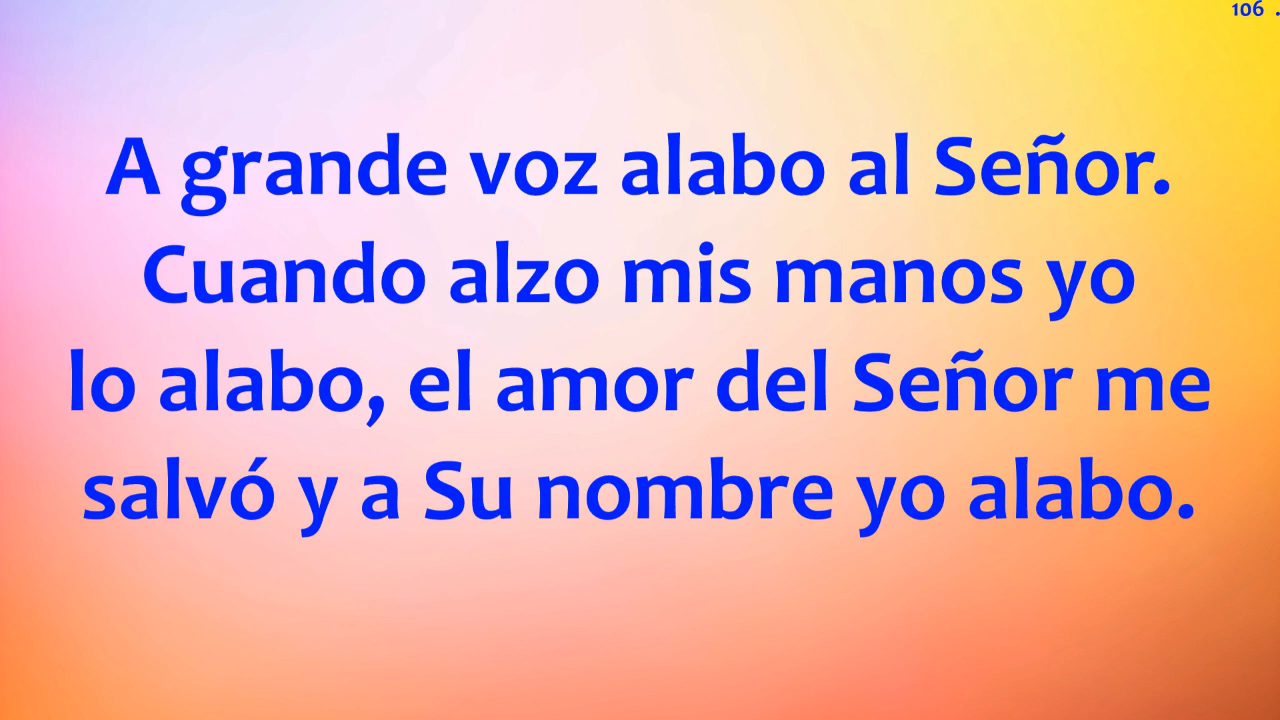 106 .
A grande voz alabo al Señor.
Cuando alzo mis manos yo
lo alabo, el amor del Señor me
salvó y a Su nombre yo alabo.